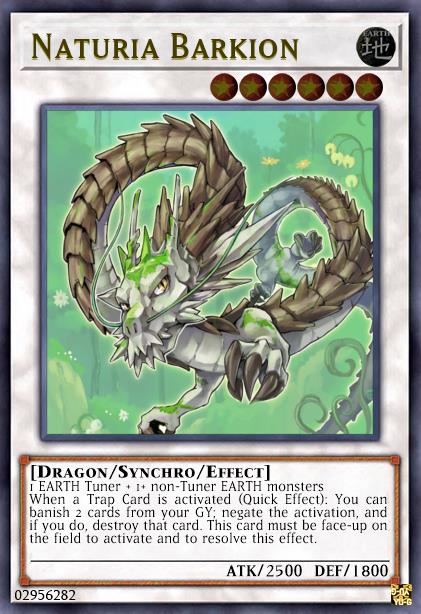 Naturia Barkion
EARTH
地
[Dragon/Synchro/Effect]
1 EARTH Tuner + 1+ non-Tuner EARTH monsters
When a Trap Card is activated (Quick Effect): You can
banish 2 cards from your GY; negate the activation, and
if you do, destroy that card. This card must be face-up on
the field to activate and to resolve this effect.
ATK/2500 DEF/1800
02956282